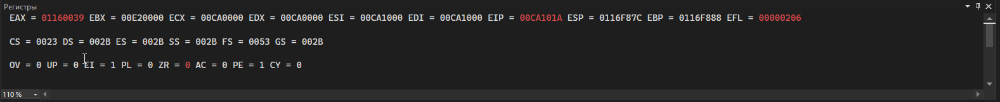 Регистры
EAX = 01160039 EBX = 00E20000 ECX = 00CA0000 EDX = 00CA0000 ESI = 00CA1000 EDI = 00CA1000 EIP = 00CA101A ESP = 0116F87C EBP = 0116F888 EFL = 00000206
CS = 0023 DS = 002B ES = 002B SS = 002B FS = 0053 GS = 002B
OV = 0 UP = 0 EI = 1 PL = 0 ZR = 0 AC = 0 PE = 1 CY = 0
110 %